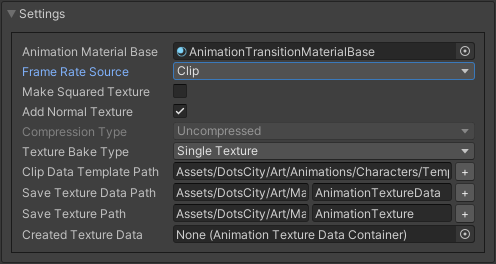 Settings
Animation Material Base AnimationTransitionMaterialBase
Frame Rate Source Clip
Make Squared Texture
Add Normal Texture
Compression Type Uncompressed
Texture Bake Type Single Texture
Clip Data Template Path Assets/DotsCity/Art/Animations/Characters/Temp +
Save Texture Data Path Assets/DotsCity/Art/Ma AnimationTextureData +
Save Texture Path Assets/DotsCity/Art/Ma AnimationTexture +
Created Texture Data None (Animation Texture Data Container)